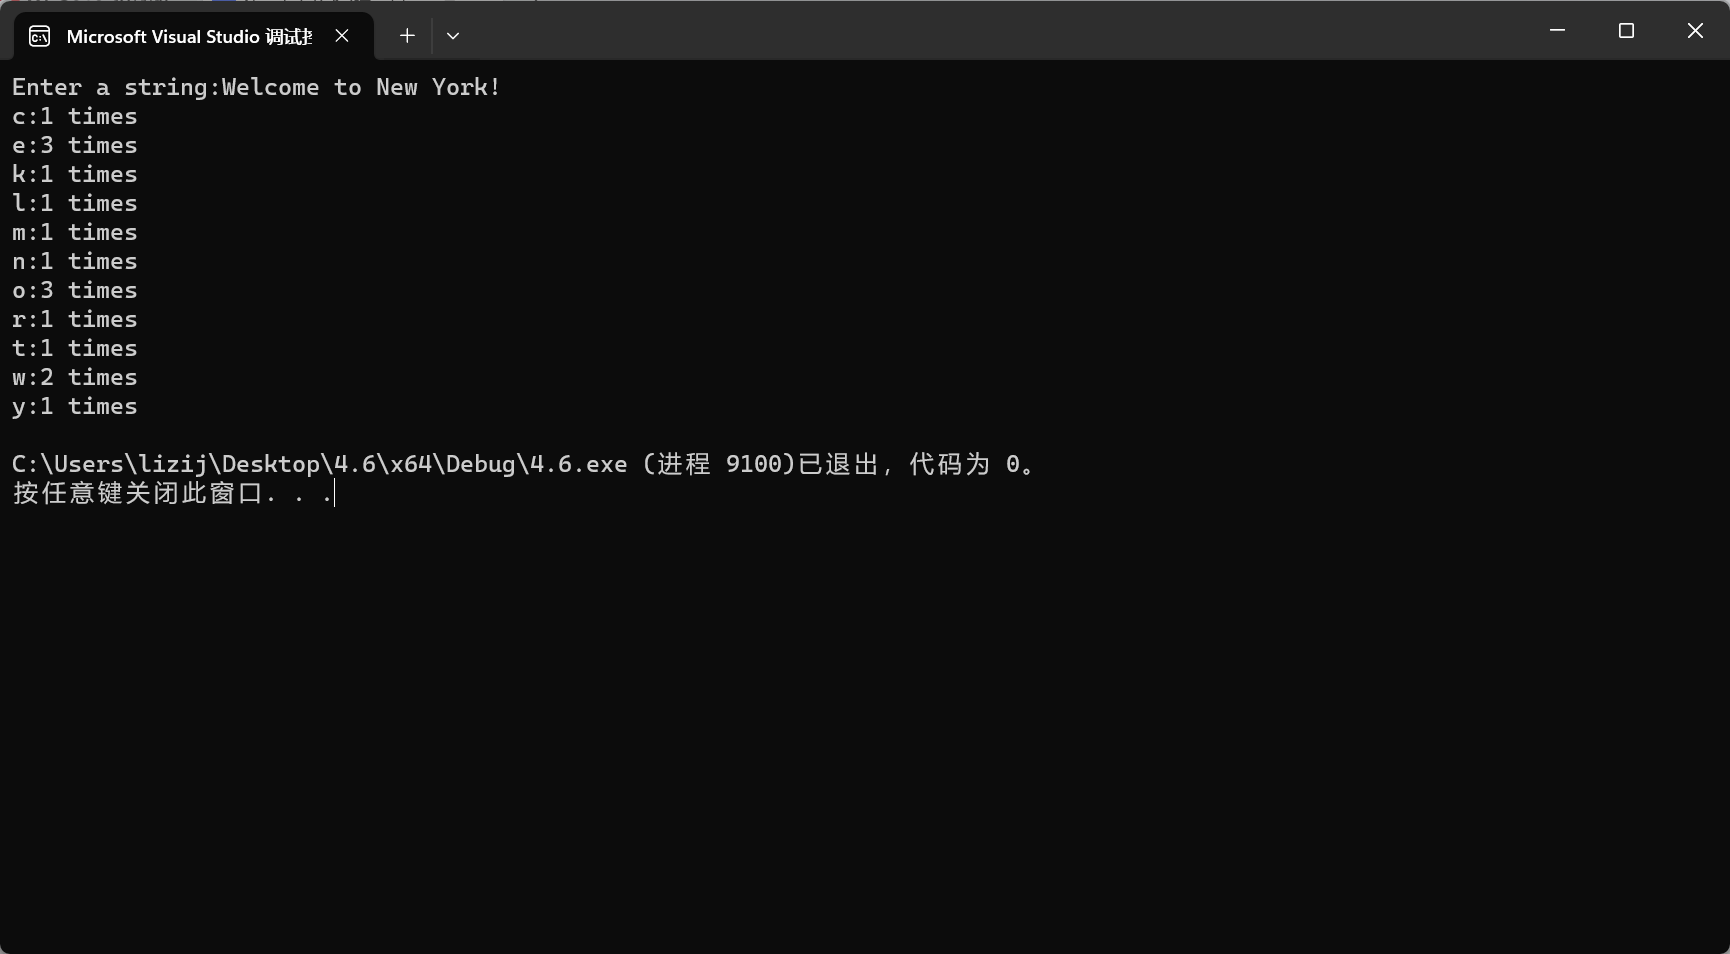 Microsoft Visual Studio 调试
Enter a string:Welcome to New York!
c:1 times
e:3 times
k:1 times
l:1 times
m:1 times
n:1 times
o:3 times
r:1 times
t:1 times
w:2 times
y:1 times
C:\Users\lizij\Desktop\4.6\x64\Debug\4.6.exe (进程 9100)已退出，代码为 0。
按任意键关闭此窗口. . .